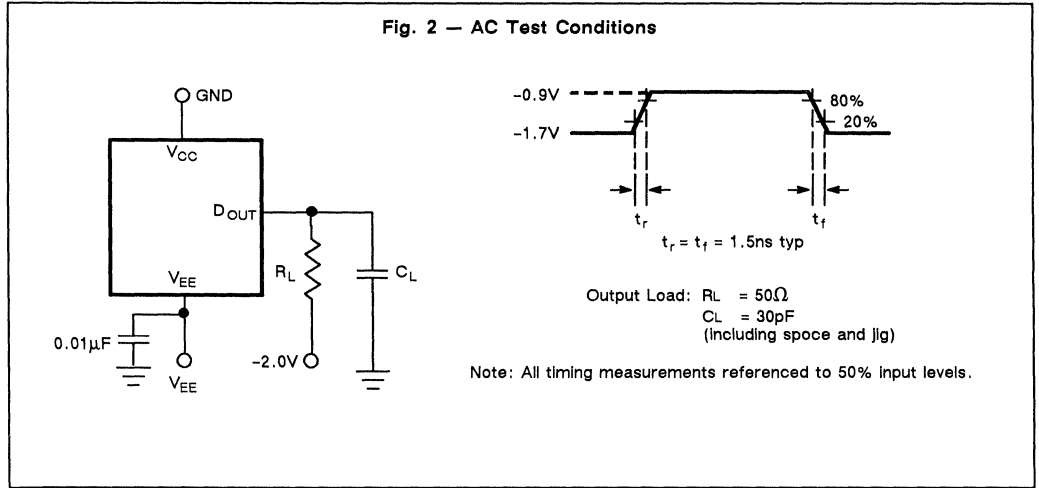 Fig. 2 — AC Test Conditions
GND
VCC
DOUT
VEE
0.01μF
VEE
RL
CL
-2.0V
-0.9V
-1.7V
80%
20%
tr
tf
tr = tf = 1.5ns typ
Output Load: RL = 50Ω
CL = 30pF
(including spoce and jig)
Note: All timing measurements referenced to 50% input levels.